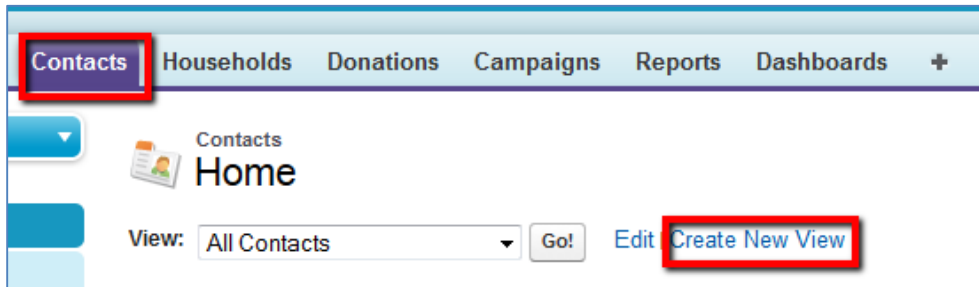 Contacts Households Donations Campaigns Reports Dashboards +
Contacts
Home
View: All Contacts Go! Edit | Create New View